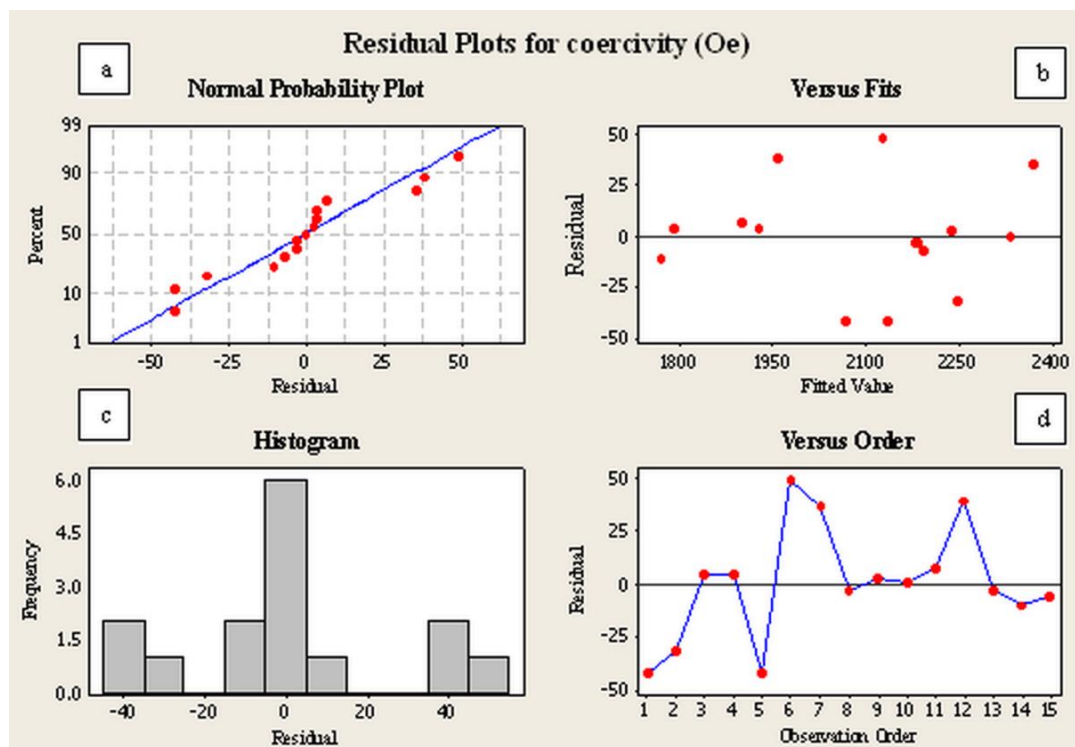 Residual Plots for coercivity (Oe)
a
Normal Probability Plot
99
90
50
10
1
Percent
-50 -25 0 25 50
Residual
b
Versus Fits
50
25
0
-25
-50
Residual
1800 1950 2100 2250 2400
Fitted Value
c
Histogram
6.0
4.5
3.0
1.5
0.0
Frequency
-40 -20 0 20 40
Residual
d
Versus Order
50
25
0
-25
-50
Residual
1 2 3 4 5 6 7 8 9 10 11 12 13 14 15
Observation Order